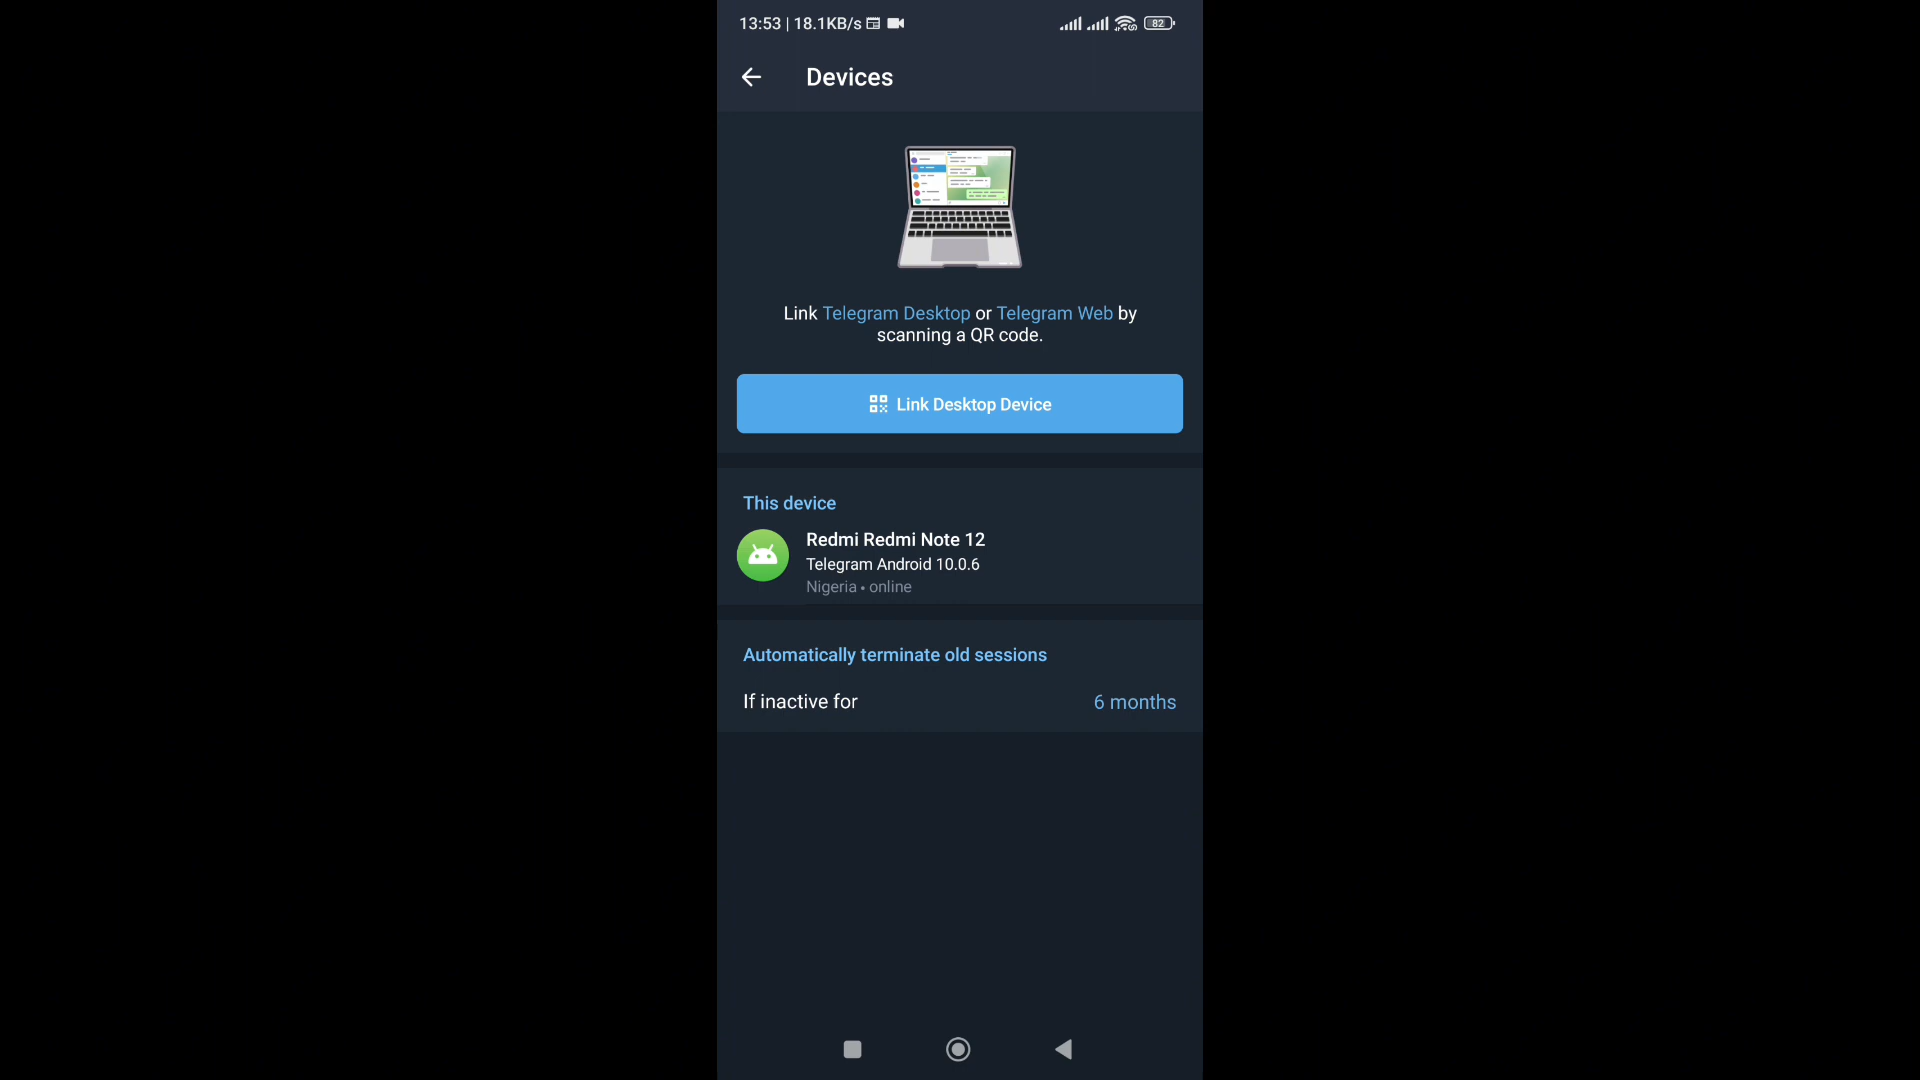 13:53 | 18.1KB/s
82
Devices
Link Telegram Desktop or Telegram Web by
scanning a QR code.
Link Desktop Device
This device
Redmi Redmi Note 12
Telegram Android 10.0.6
Nigeria • online
Automatically terminate old sessions
If inactive for
6 months